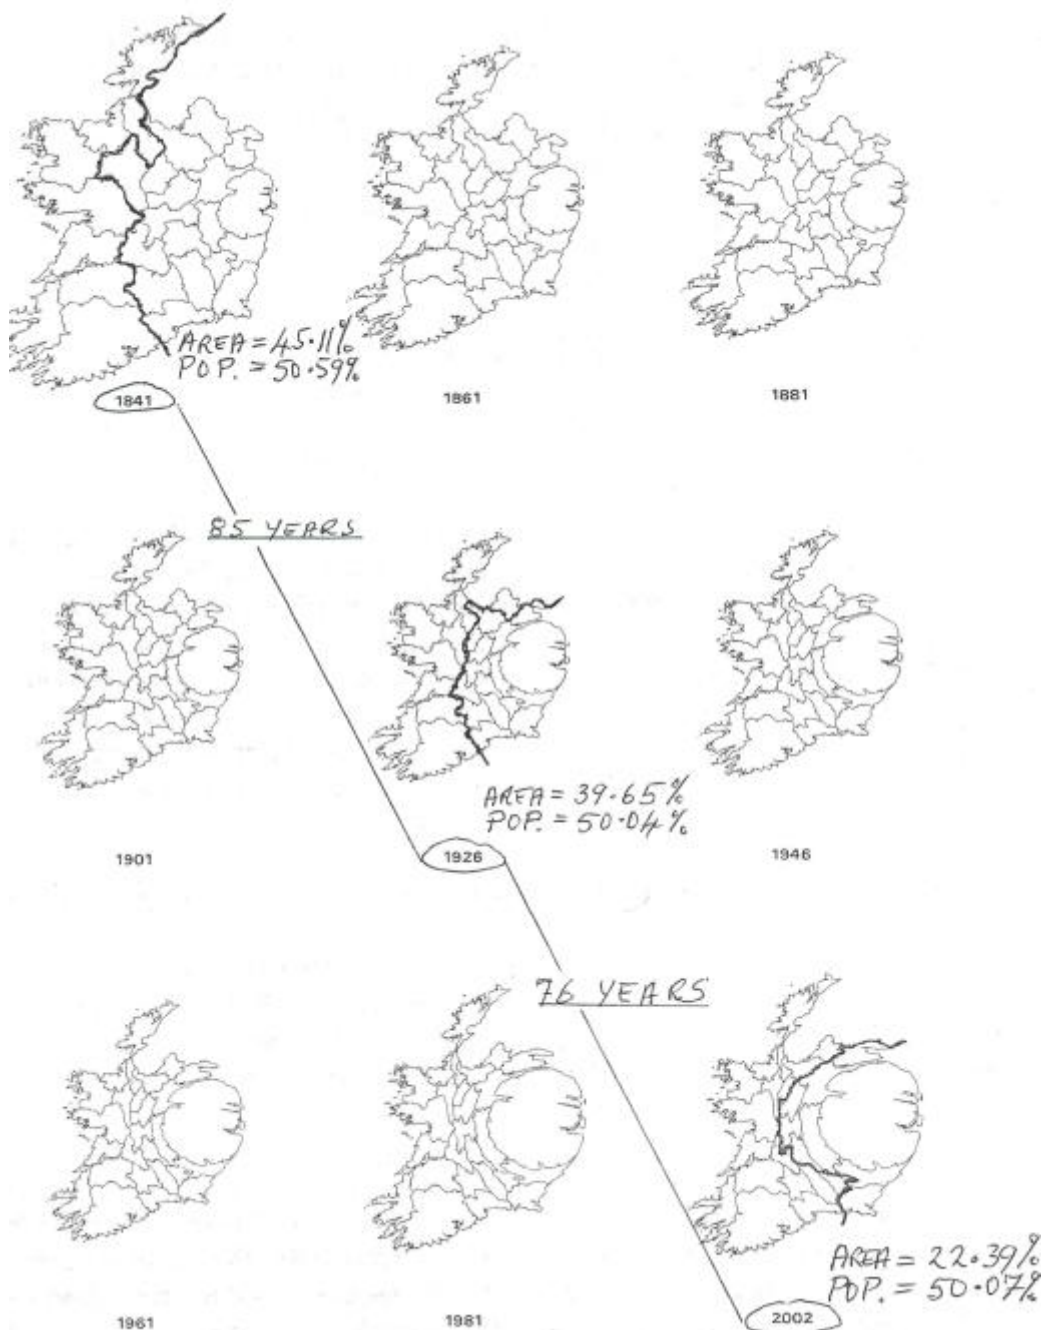 AREA = 45.11%
POP. = 50.59%
1841
1861
1881
85 YEARS
AREA = 39.65%
POP. = 50.04%
1901
1926
1946
76 YEARS
AREA = 22.39%
POP. = 50.07%
1961
1981
2002